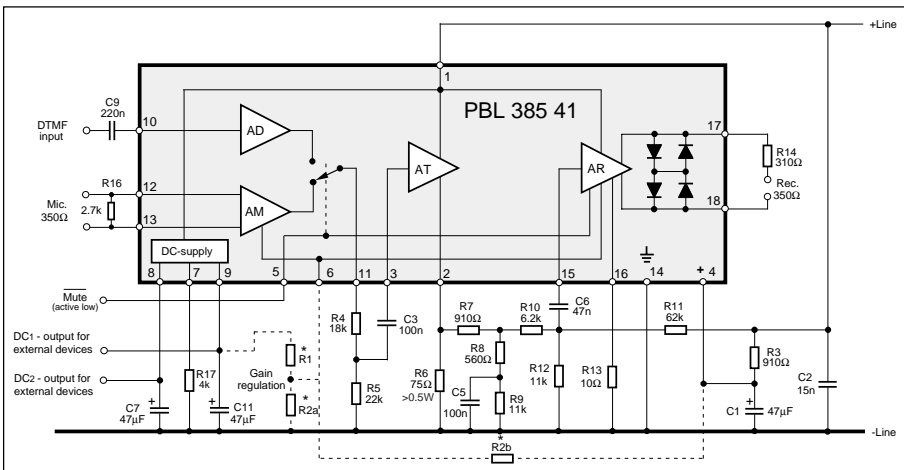 +Line
1
PBL 385 41
C9
220n
DTMF
input
10
AD
17
R14
310Ω
AT
AR
Rec.
350Ω
18
R16
12
Mic.
350Ω
2.7k
13
AM
DC-supply
8
7
9
5
6
11
3
2
15
16
14
+ 4
Mute
(active low)
R4
18k
C3
100n
R7
910Ω
R10
6.2k
C6
47n
R11
62k
DC1 - output for
external devices
* R1
R8
560Ω
R3
910Ω
R17
4k
Gain
regulation
R6
75Ω
>0.5W
R12
11k
R13
10Ω
C2
15n
DC2 - output for
external devices
* R2a
R5
22k
C5
100n
R9
11k
+
C7
47µF
+
C11
47µF
+
C1
47µF
-Line
*
R2b